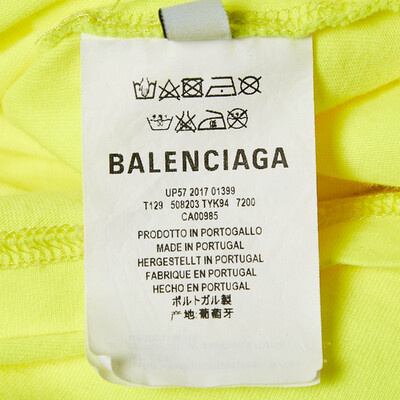 BALENCIAGA
UP57 2017 01399
T129 508203 TYK94 7200
CA00985
PRODOTTO IN PORTOGALLO
MADE IN PORTUGAL
HERGESTELLT IN PORTUGAL
FABRIQUE EN PORTUGAL
HECHO EN PORTUGAL
ポルトガル製
地:葡萄牙